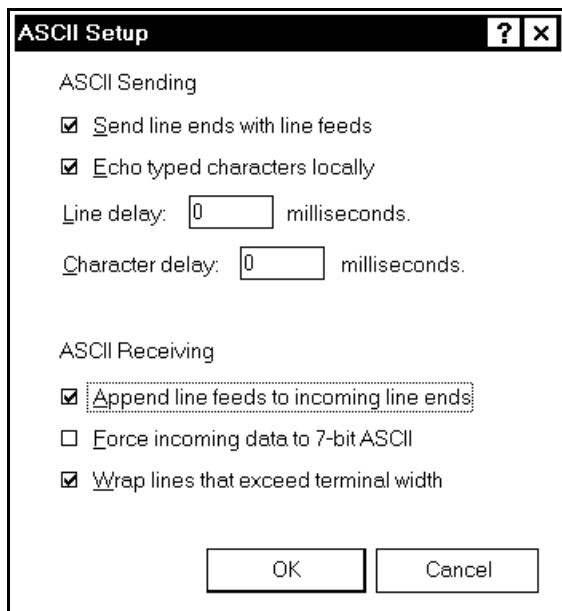 ASCII Setup ? ×
ASCII Sending
Send line ends with line feeds
Echo typed characters locally
Line delay: 0 milliseconds.
Character delay: 0 milliseconds.
ASCII Receiving
Append line feeds to incoming line ends
Force incoming data to 7-bit ASCII
Wrap lines that exceed terminal width
OK Cancel